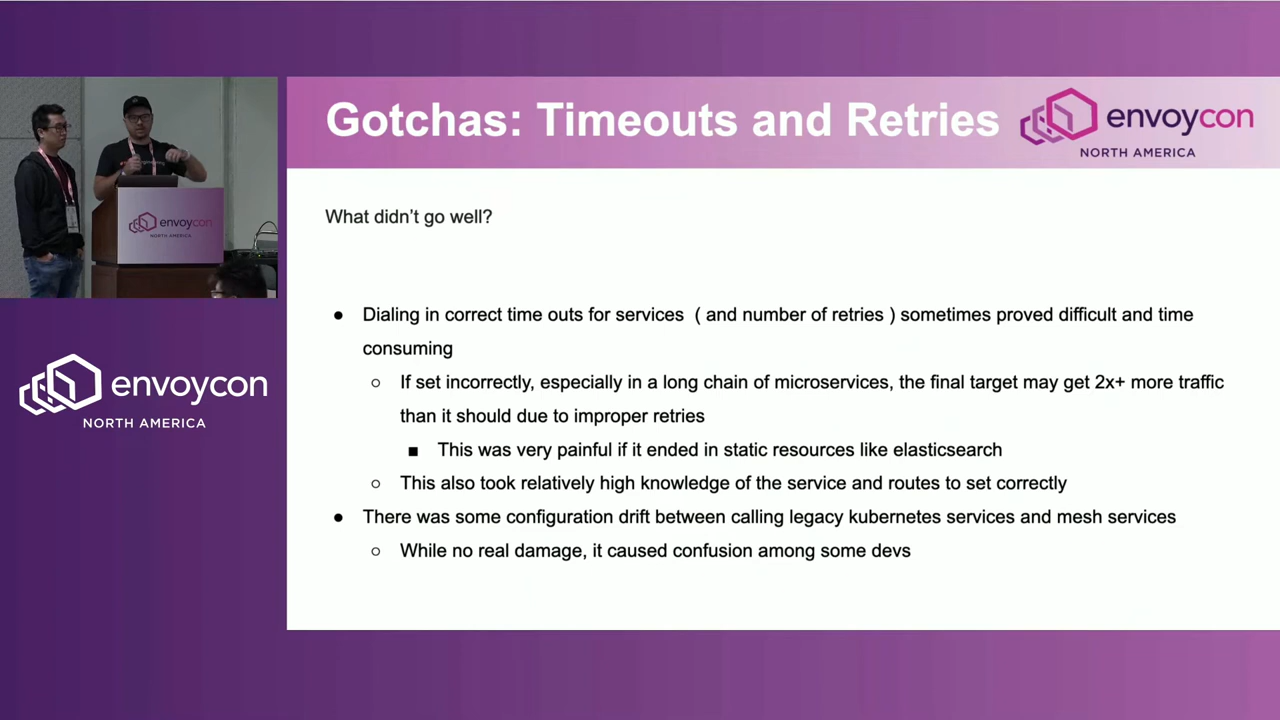 Gotchas: Timeouts and Retries
envoycon
NORTH AMERICA
What didn't go well?
● Dialing in correct time outs for services ( and number of retries ) sometimes proved difficult and time
consuming
○ If set incorrectly, especially in a long chain of microservices, the final target may get 2x+ more traffic
than it should due to improper retries
■ This was very painful if it ended in static resources like elasticsearch
○ This also took relatively high knowledge of the service and routes to set correctly
● There was some configuration drift between calling legacy kubernetes services and mesh services
○ While no real damage, it caused confusion among some devs
envoycon
NORTH AMERICA
envoycon
NORTH AMERICA